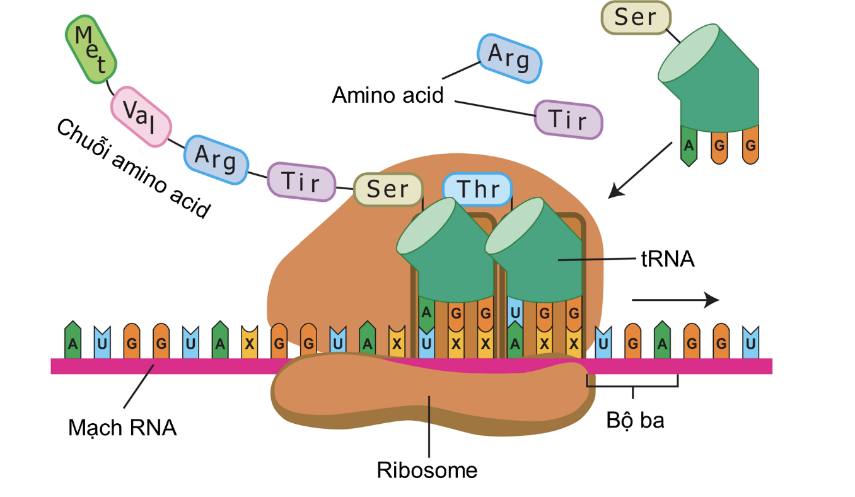 Ser
Met
Val
Arg
Tir
Ser
Thr
Chuỗi amino acid
Amino acid
Arg
Tir
A G G
tRNA
A G G U G G
A U G G U A X G G U A X U X X A X X U G A G G U
Mạch RNA
Bộ ba
Ribosome